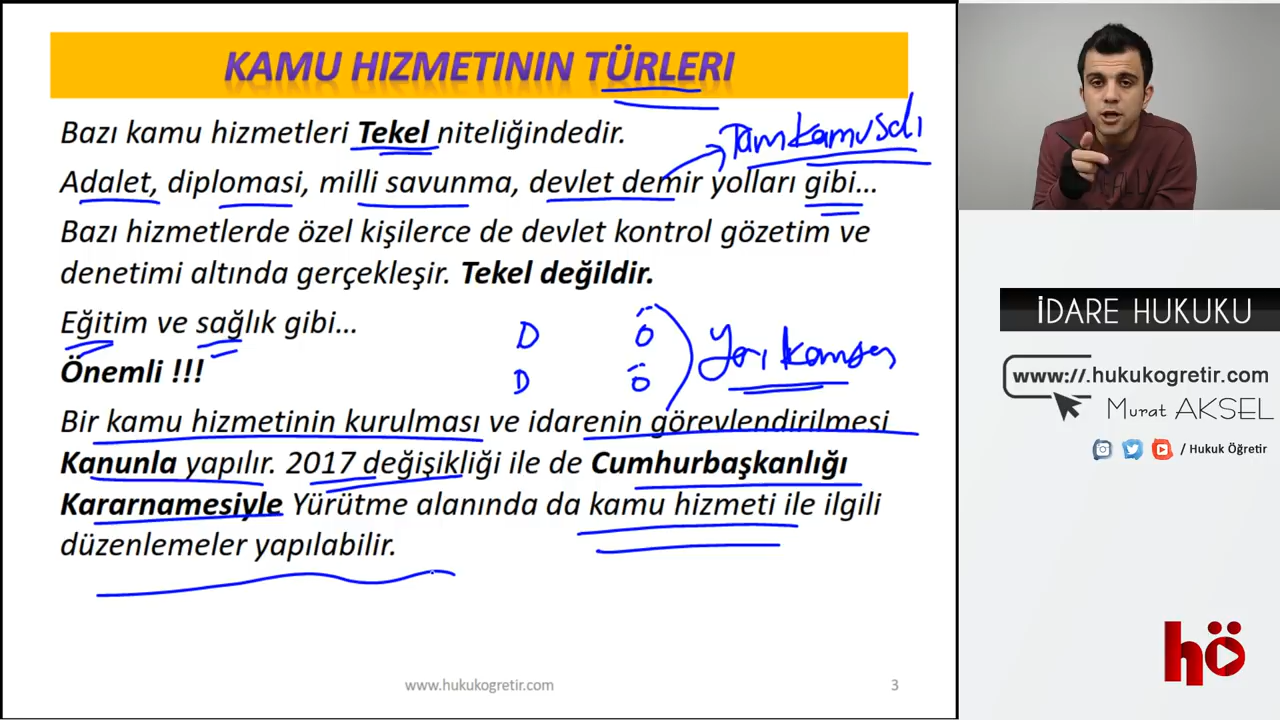 KAMU HIZMETININ TÜRLERI
Bazı kamu hizmetleri Tekel niteliğindedir.
Tam kamusal
Adalet, diplomasi, milli savunma, devlet demir yolları gibi...
Bazı hizmetlerde özel kişilerce de devlet kontrol gözetim ve
denetimi altında gerçekleşir. Tekel değildir.
Eğitim ve sağlık gibi...
D Ö
D Ö
Yarı kamusal
Önemli !!!
Bir kamu hizmetinin kurulması ve idarenin görevlendirilmesi
Kanunla yapılır. 2017 değişikliği ile de Cumhurbaşkanlığı
Kararnamesiyle Yürütme alanında da kamu hizmeti ile ilgili
düzenlemeler yapılabilir.
www.hukukogretir.com
3
İDARE HUKUKU
www://.hukukogretir.com
Murat AKSEL
/ Hukuk Öğretir
hö